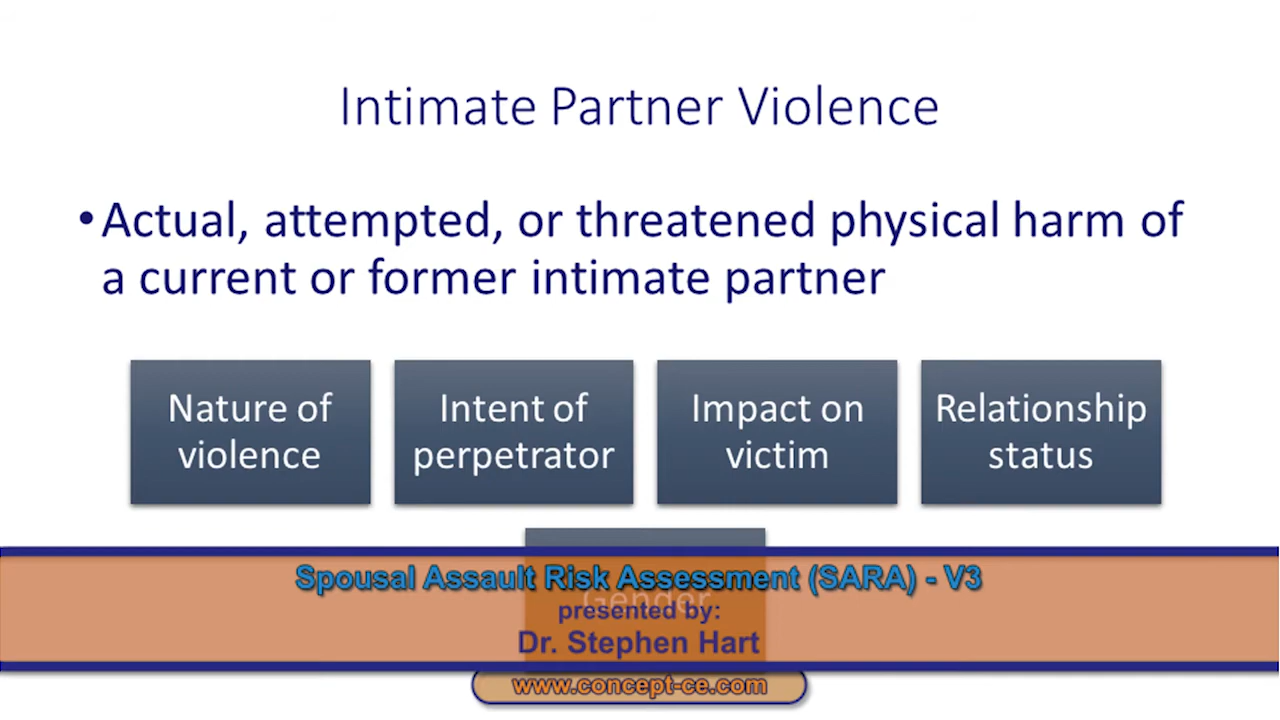 Intimate Partner Violence
•Actual, attempted, or threatened physical harm of
a current or former intimate partner
Nature of
violence
Intent of
perpetrator
Impact on
victim
Relationship
status
Gender
Spousal Assault Risk Assessment (SARA) - V3
presented by:
Dr. Stephen Hart
www.concept-ce.com